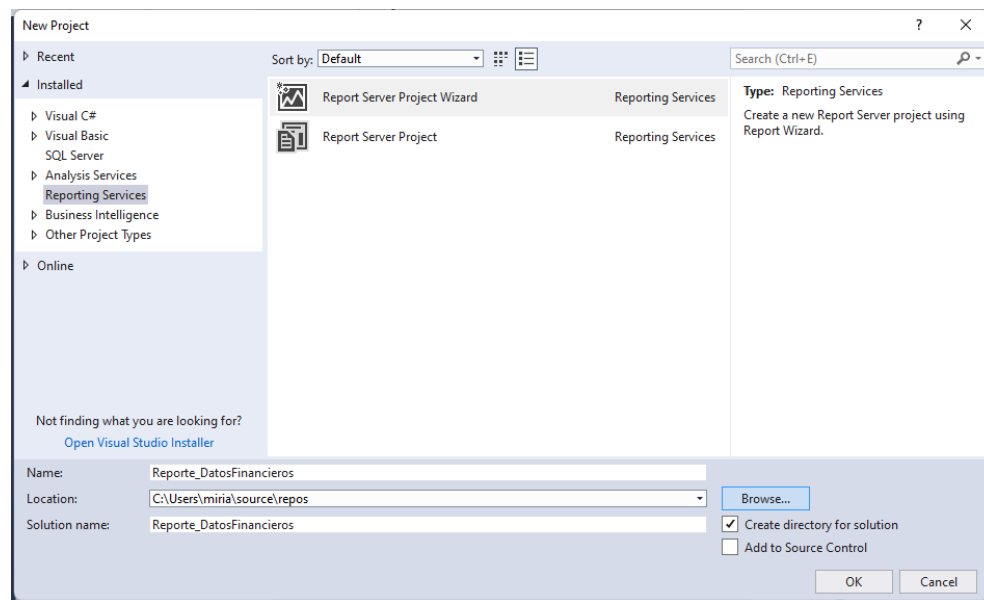 New Project
?
Recent
Sort by: Default
Search (Ctrl+E)
Installed
Visual C#
Visual Basic
SQL Server
Analysis Services
Reporting Services
Business Intelligence
Other Project Types
Online
Not finding what you are looking for?
Open Visual Studio Installer
Report Server Project Wizard Reporting Services
Report Server Project Reporting Services
Type: Reporting Services
Create a new Report Server project using
Report Wizard.
Name: Reporte_DatosFinancieros
Location: C:\Users\miria\source\repos Browse...
Solution name: Reporte_DatosFinancieros
Create directory for solution
Add to Source Control
OK Cancel